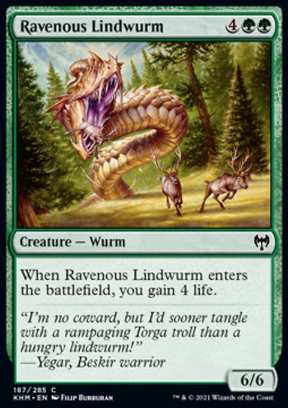 Ravenous Lindwurm 4
Creature — Wurm
When Ravenous Lindwurm enters
the battlefield, you gain 4 life.
"I'm no coward, but I'd sooner tangle
with a rampaging Torga troll than a
hungry lindwurm!"
—Yegar, Beskir warrior
6/6
187/285 C
KHM • EN FILIP BURBURAN
™ & © 2021 Wizards of the Coast